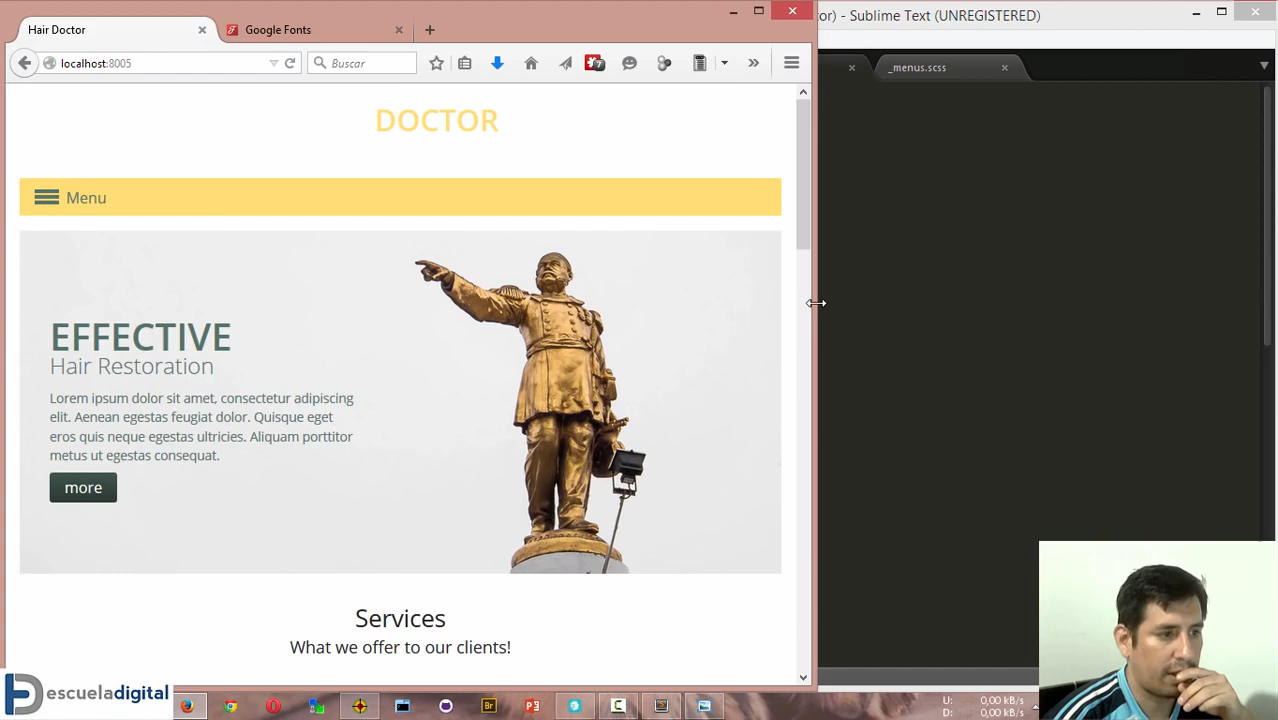 or) - Sublime Text (UNREGISTERED)
Hair Doctor
Google Fonts
_menus.scss
localhost:8005
Buscar
7
DOCTOR
Menu
EFFECTIVE
Hair Restoration
Lorem ipsum dolor sit amet, consectetur adipiscing
elit. Aenean egestas feugiat dolor. Quisque eget
eros quis neque egestas ultricies. Aliquam porttitor
metus ut egestas consequat.
more
Services
What we offer to our clients!
escueladigital
Br
U: 0,00 kB/s
D: 0,00 kB/s